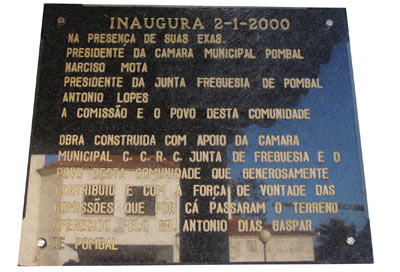 INAUGURA 2-1-2000
NA PRESENÇA DE SUAS EXAS.
PRESIDENTE DA CAMARA MUNICIPAL POMBAL
NARCISO MOTA
PRESIDENTE DA JUNTA FREGUESIA DE POMBAL
ANTONIO LOPES
A COMISSÃO E O POVO DESTA COMUNIDADE
OBRA CONSTRUIDA COM APOIO DA CAMARA
MUNICIPAL C. C. R. C. JUNTA DE FREGUESIA E O
POVO DESTA COMUNIDADE QUE GENEROSAMENTE
CONTRIBUIU E COM A FORÇA DE VONTADE DAS
COMISSÕES QUE POR CÁ PASSARAM O TERRENO
OFERECIDO PELO SR. ANTONIO DIAS GASPAR
DE POMBAL